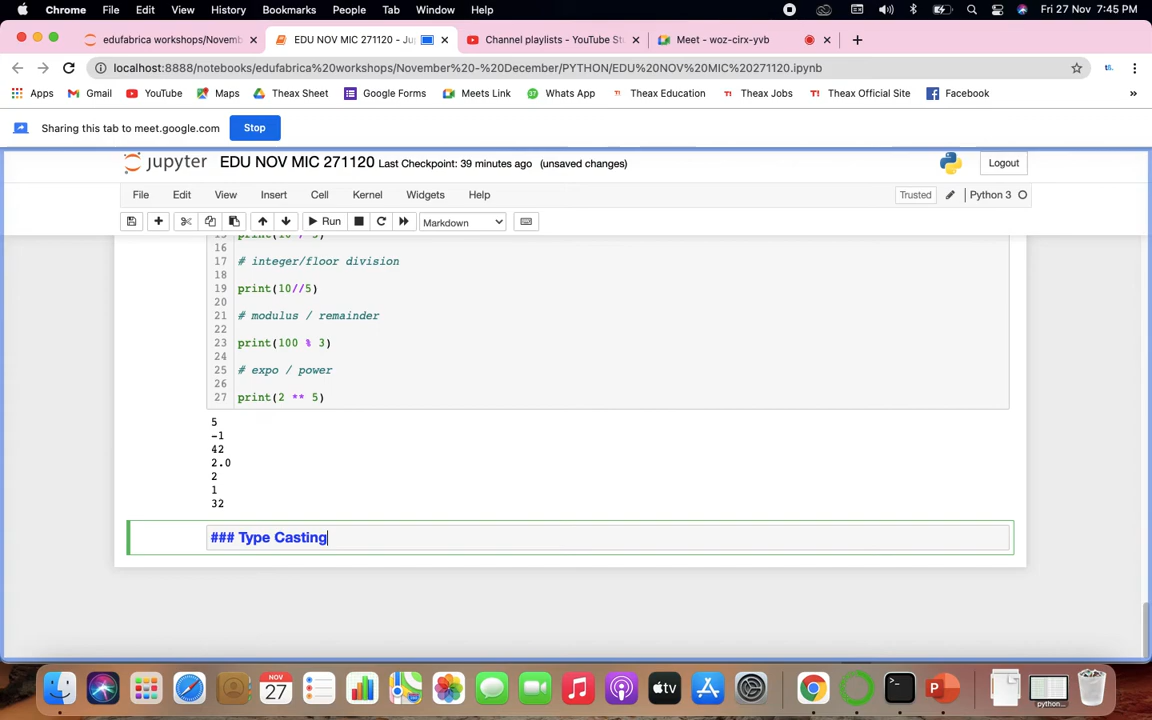 Chrome File Edit View History Bookmarks People Tab Window Help Fri 27 Nov 7:45 PM
edufabrica workshops/Novemb
EDU NOV MIC 271120 - Ju
Channel playlists - YouTube St
Meet - woz-cirx-yvb
localhost:8888/notebooks/edufabrica%20workshops/November%20-%20December/PYTHON/EDU%20NOV%20MIC%20271120.ipynb
Apps Gmail YouTube Maps Theax Sheet Google Forms Meets Link Whats App Theax Education Theax Jobs Theax Official Site Facebook
Sharing this tab to meet.google.com Stop
jupyter EDU NOV MIC 271120 Last Checkpoint: 39 minutes ago (unsaved changes) Logout
File Edit View Insert Cell Kernel Widgets Help Trusted Python 3
Run Markdown
16
17 # integer/floor division
18
19 print(10//5)
20
21 # modulus / remainder
22
23 print(100 % 3)
24
25 # expo / power
26
27 print(2 ** 5)
5
-1
42
2.0
2
1
32
### Type Casting
NOV
27
tv
python...